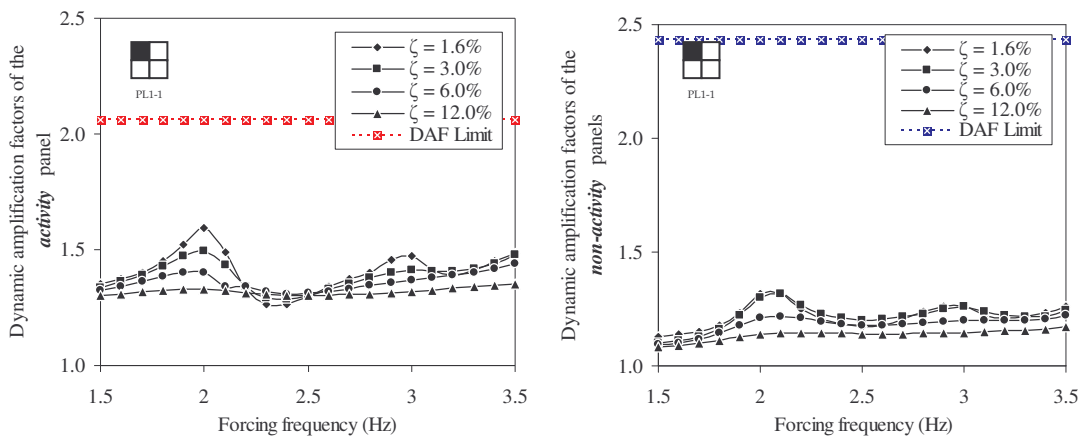 Dynamic amplification factors of the
activity panel
2.5
2.0
1.5
1.0
PL1-1
ζ = 1.6%
ζ = 3.0%
ζ = 6.0%
ζ = 12.0%
DAF Limit
1.5
2
2.5
3
3.5
Forcing frequency (Hz)
Dynamic amplification factors of the
non-activity panels
2.5
2.0
1.5
1.0
PL1-1
ζ = 1.6%
ζ = 3.0%
ζ = 6.0%
ζ = 12.0%
DAF Limit
1.5
2
2.5
3
3.5
Forcing frequency (Hz)